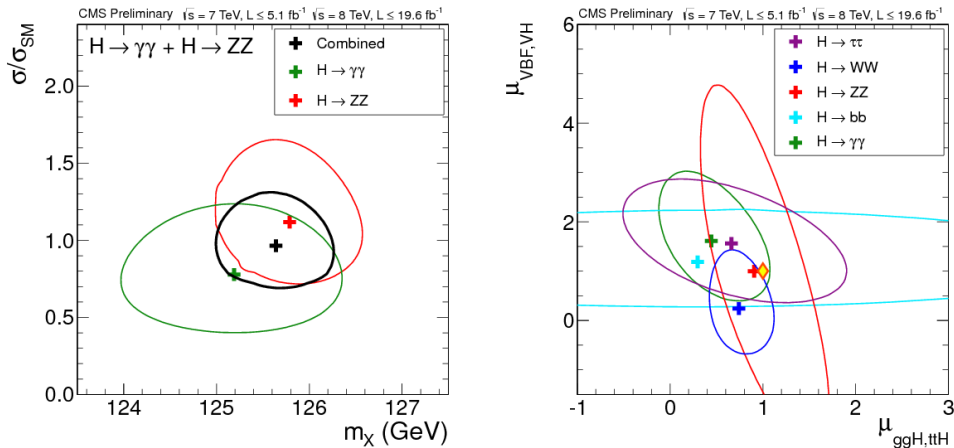 CMS Preliminary √s = 7 TeV, L ≤ 5.1 fb⁻¹ √s = 8 TeV, L ≤ 19.6 fb⁻¹
H → γγ + H → ZZ
Combined
H → γγ
H → ZZ
σ/σSM
2.0
1.5
1.0
0.5
0.0
124 125 126 127
mX (GeV)
CMS Preliminary √s = 7 TeV, L ≤ 5.1 fb⁻¹ √s = 8 TeV, L ≤ 19.6 fb⁻¹
H → ττ
H → WW
H → ZZ
H → bb
H → γγ
μVBF,VH
6
4
2
0
-1 0 1 2 3
μggH,ttH